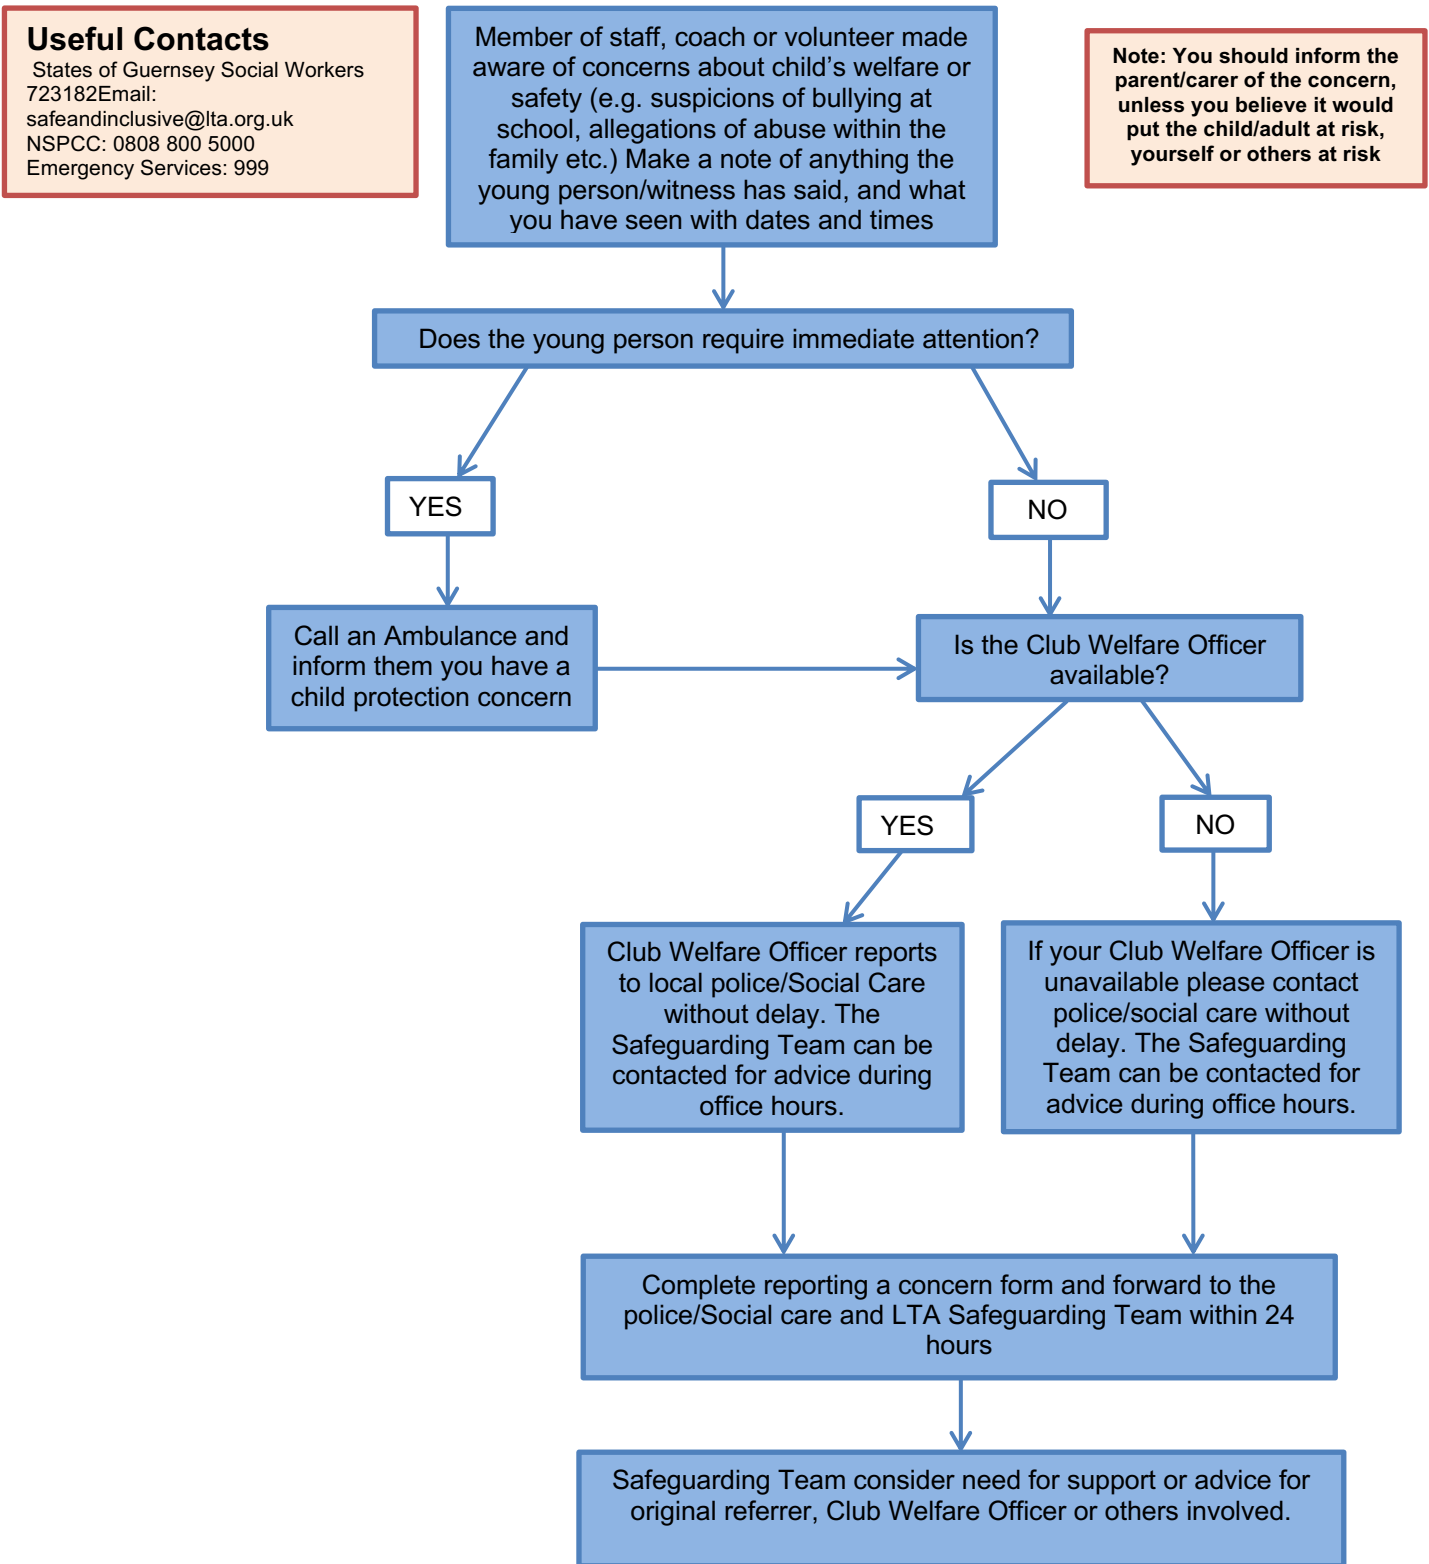 Useful Contacts
States of Guernsey Social Workers
723182Email:
safeandinclusive@lta.org.uk
NSPCC: 0808 800 5000
Emergency Services: 999
Member of staff, coach or volunteer made
aware of concerns about child's welfare or
safety (e.g. suspicions of bullying at
school, allegations of abuse within the
family etc.) Make a note of anything the
young person/witness has said, and what
you have seen with dates and times
Note: You should inform the
parent/carer of the concern,
unless you believe it would
put the child/adult at risk,
yourself or others at risk
Does the young person require immediate attention?
YES
NO
Call an Ambulance and
inform them you have a
child protection concern
Is the Club Welfare Officer
available?
YES
NO
Club Welfare Officer reports
to local police/Social Care
without delay. The
Safeguarding Team can be
contacted for advice during
office hours.
If your Club Welfare Officer is
unavailable please contact
police/social care without
delay. The Safeguarding
Team can be contacted for
advice during office hours.
Complete reporting a concern form and forward to the
police/Social care and LTA Safeguarding Team within 24
hours
Safeguarding Team consider need for support or advice for
original referrer, Club Welfare Officer or others involved.